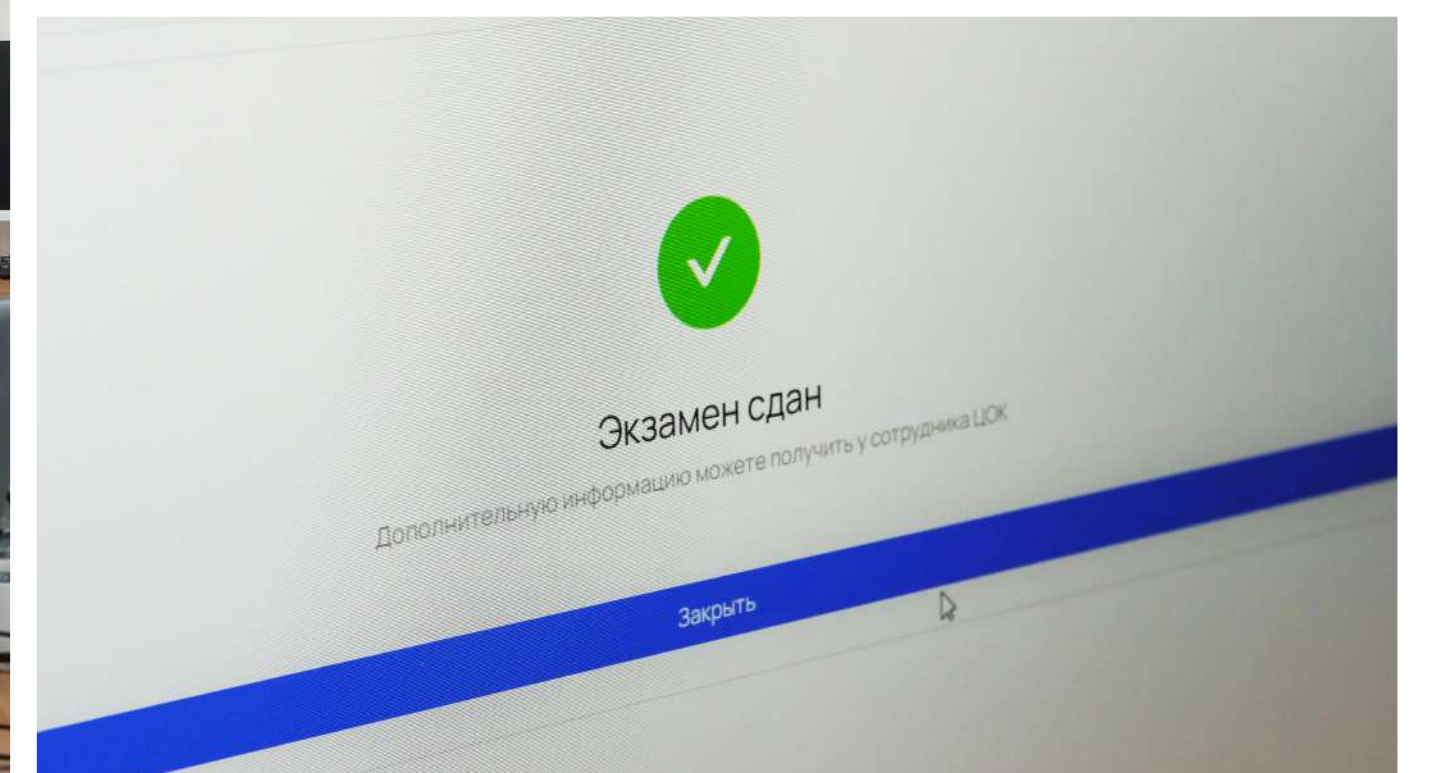 Экзамен сдан
Дополнительную информацию можете получить у сотрудника ЦОК
Закрыть